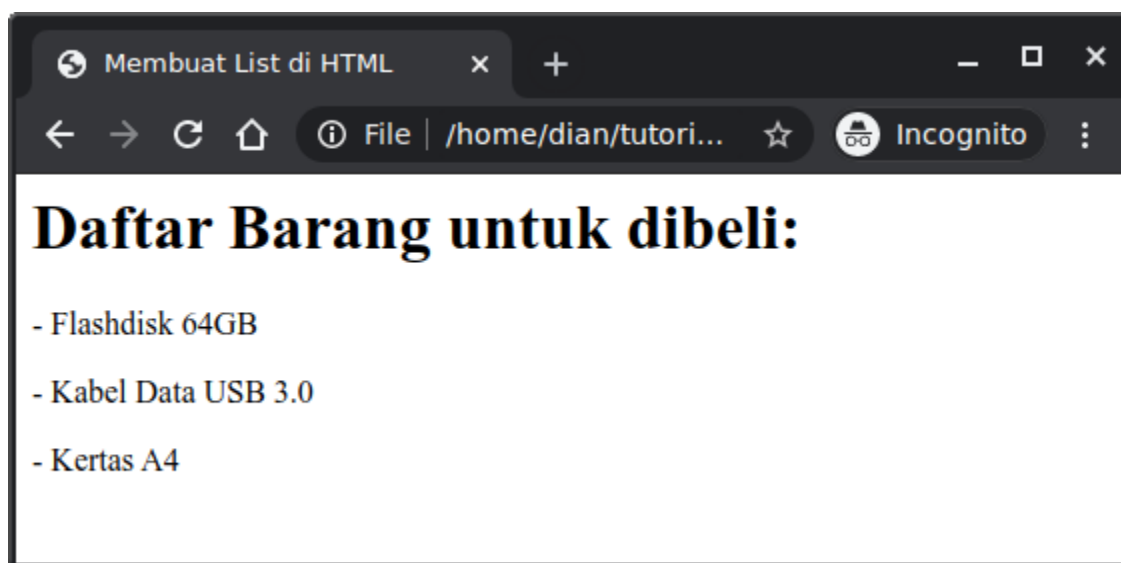 Membuat List di HTML
File /home/dian/tutori... Incognito
Daftar Barang untuk dibeli:
- Flashdisk 64GB
- Kabel Data USB 3.0
- Kertas A4